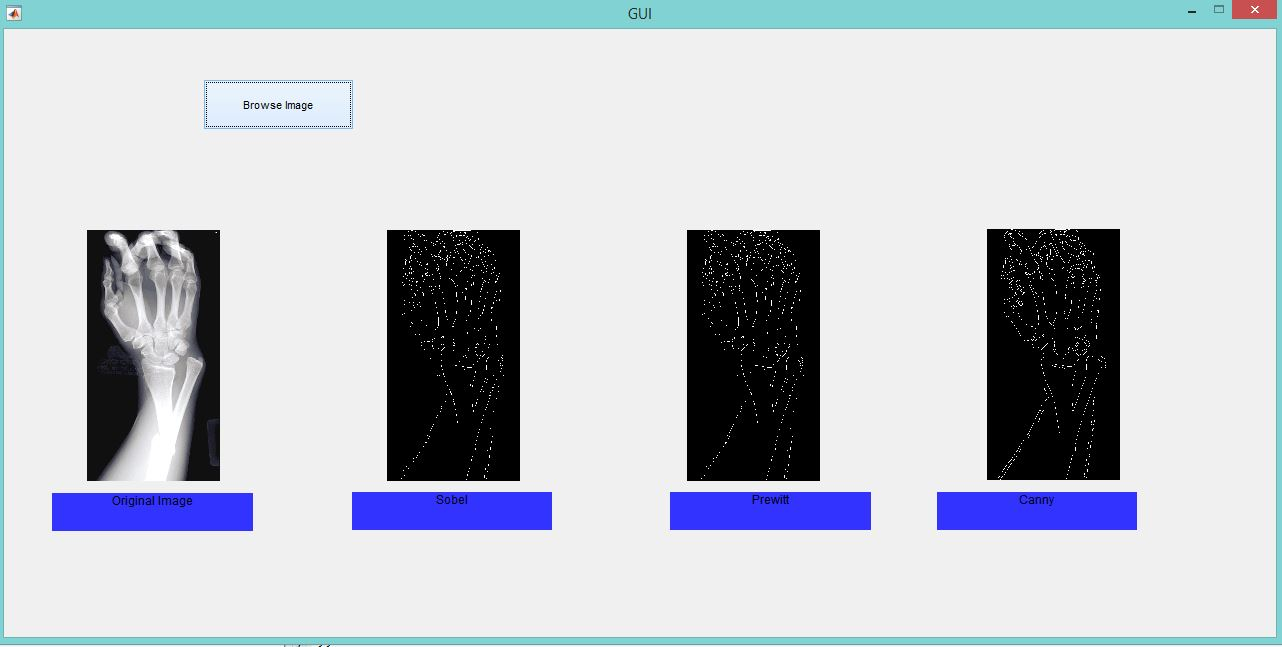 GUI
Browse Image
Original Image
Sobel
Prewitt
Canny